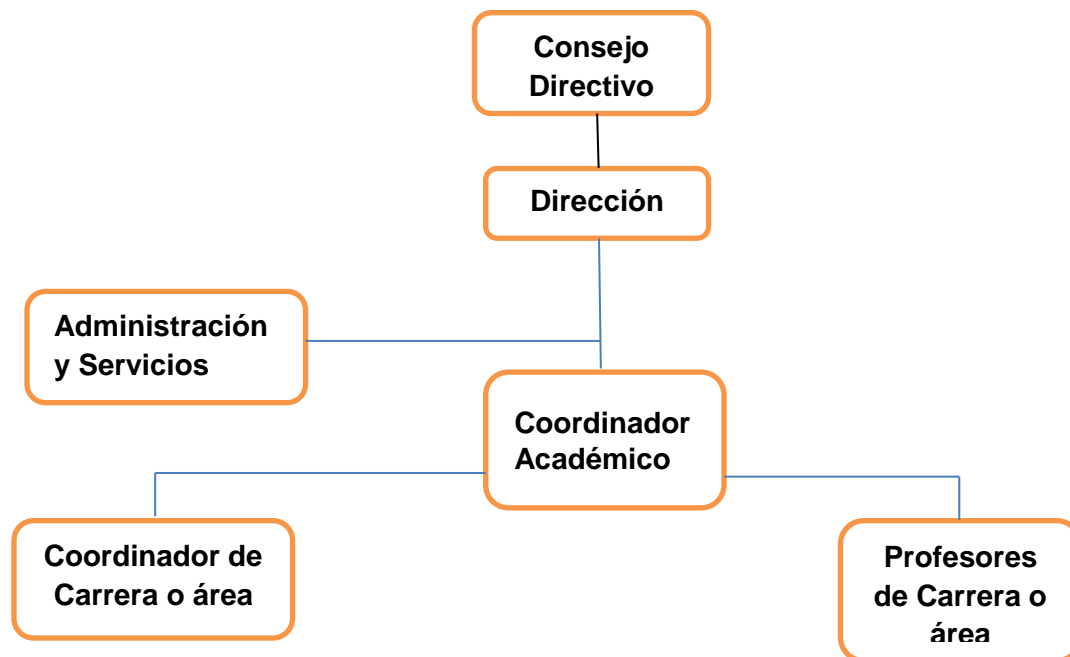 Consejo
Directivo
Dirección
Administración
y Servicios
Coordinador
Académico
Coordinador de
Carrera o área
Profesores
de Carrera o
área